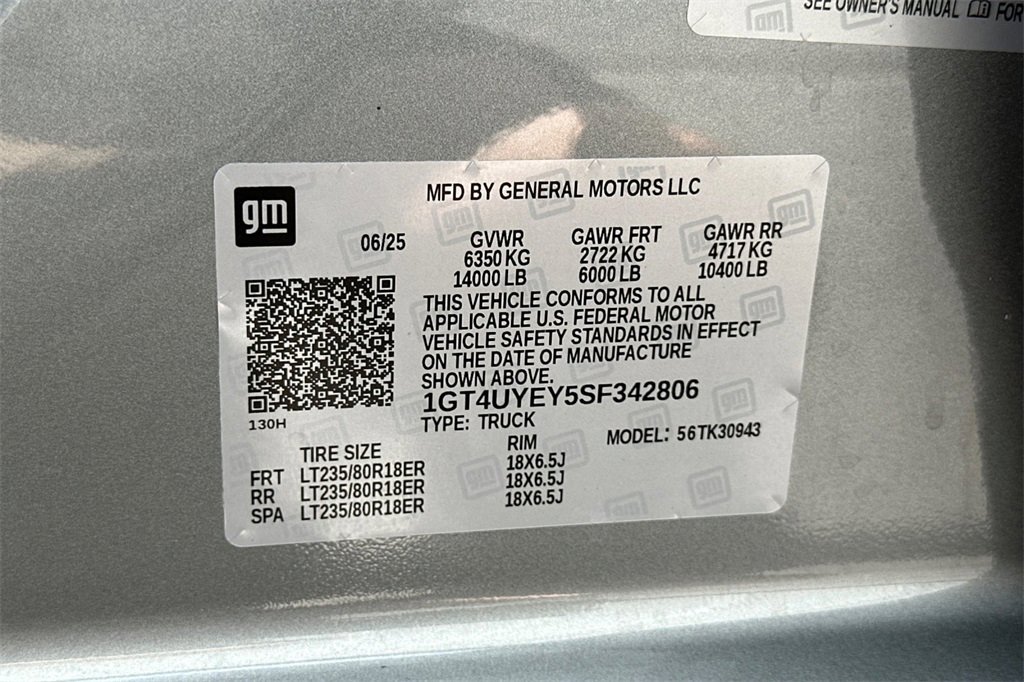 SEE OWNER'S MANUAL FOR
gm
MFD BY GENERAL MOTORS LLC
06/25 GVWR GAWR FRT GAWR RR
6350 KG 2722 KG 4717 KG
14000 LB 6000 LB 10400 LB
THIS VEHICLE CONFORMS TO ALL
APPLICABLE U.S. FEDERAL MOTOR
VEHICLE SAFETY STANDARDS IN EFFECT
ON THE DATE OF MANUFACTURE
SHOWN ABOVE.
1GT4UYEY5SF342806
130H
TYPE: TRUCK
TIRE SIZE RIM MODEL: 56TK30943
FRT LT235/80R18ER 18X6.5J
RR LT235/80R18ER 18X6.5J
SPA LT235/80R18ER 18X6.5J